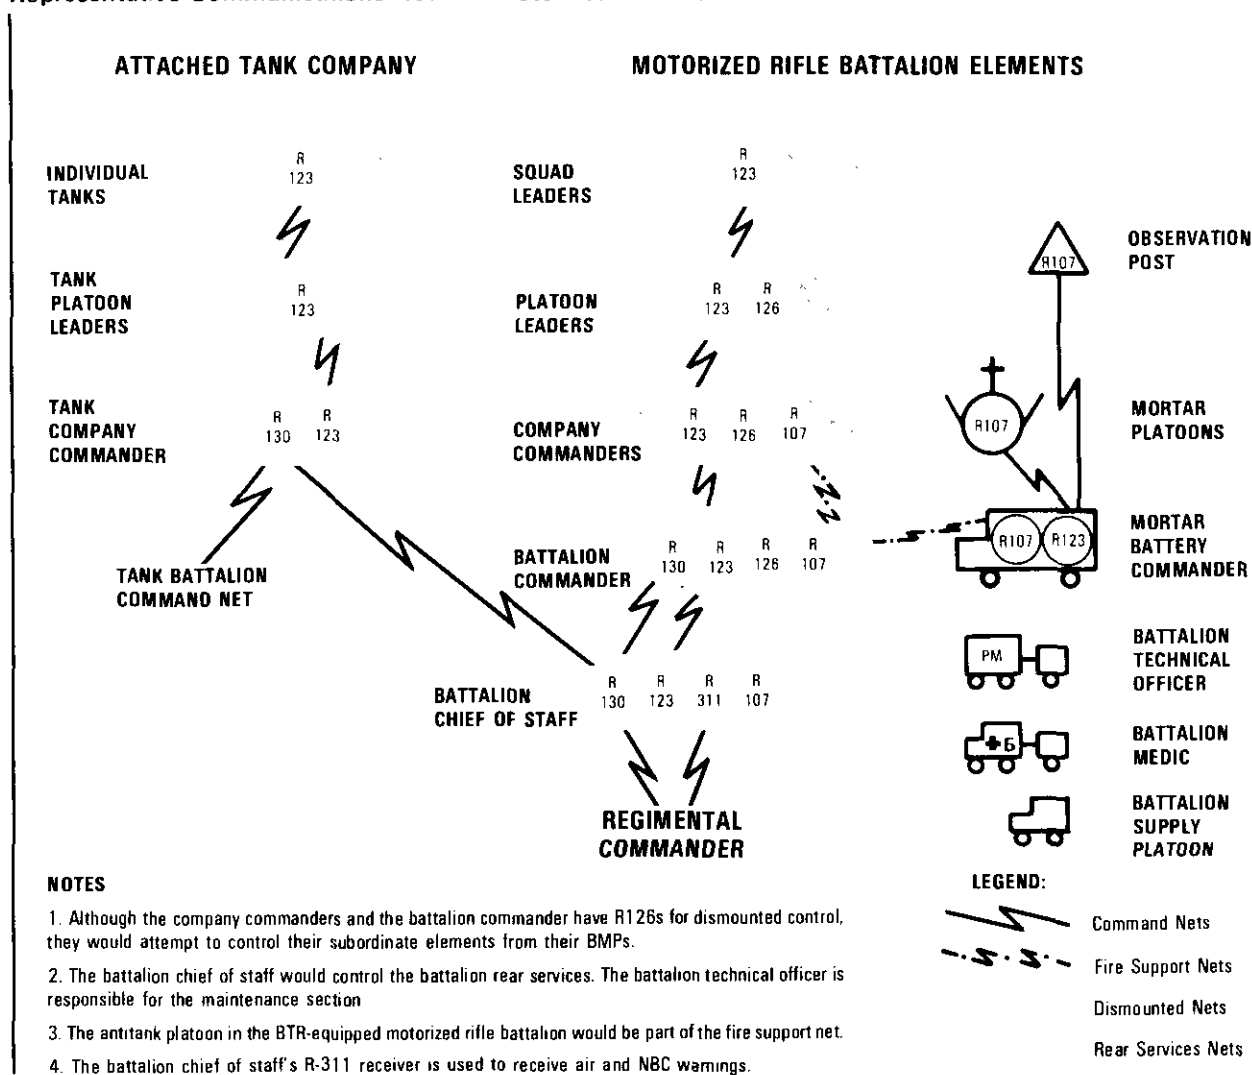 ATTACHED TANK COMPANY
MOTORIZED RIFLE BATTALION ELEMENTS
INDIVIDUAL
TANKS
R
123
TANK
PLATOON
LEADERS
R
123
TANK
COMPANY
COMMANDER
R R
130 123
TANK BATTALION
COMMAND NET
SQUAD
LEADERS
R
123
PLATOON
LEADERS
R R
123 126
COMPANY
COMMANDERS
R R R
123 126 107
BATTALION
COMMANDER
R R R R
130 123 126 107
BATTALION
CHIEF OF STAFF
R R R R
130 123 311 107
REGIMENTAL
COMMANDER
R107
OBSERVATION
POST
R107
MORTAR
PLATOONS
R107 R123
MORTAR
BATTERY
COMMANDER
PM
BATTALION
TECHNICAL
OFFICER
Б
BATTALION
MEDIC
BATTALION
SUPPLY
PLATOON
NOTES
1. Although the company commanders and the battalion commander have R126s for dismounted control,
they would attempt to control their subordinate elements from their BMPs.
2. The battalion chief of staff would control the battalion rear services. The battalion technical officer is
responsible for the maintenance section
3. The antitank platoon in the BTR-equipped motorized rifle battalion would be part of the fire support net.
4. The battalion chief of staff's R-311 receiver is used to receive air and NBC warnings.
LEGEND:
Command Nets
Fire Support Nets
Dismounted Nets
Rear Services Nets